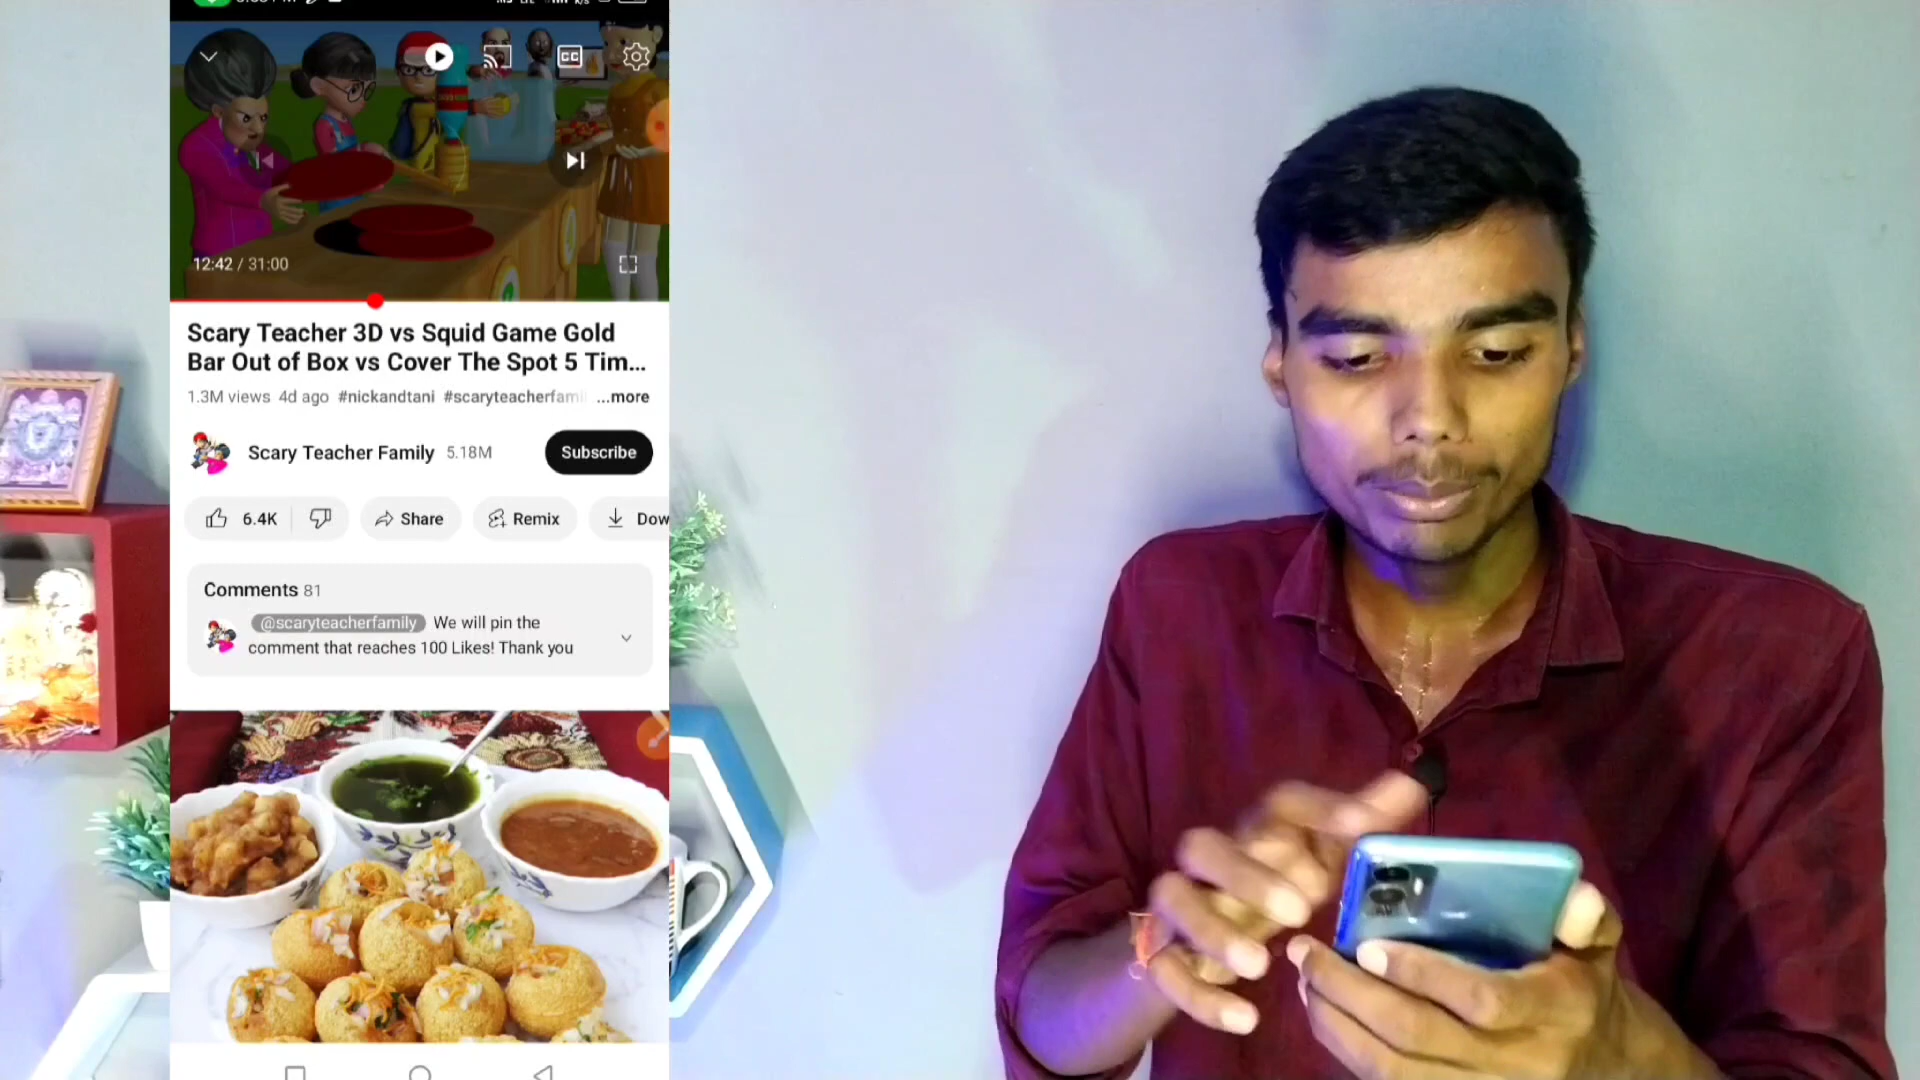 CC
12:42 / 31:00
Scary Teacher 3D vs Squid Game Gold
Bar Out of Box vs Cover The Spot 5 Tim...
1.3M views 4d ago #nickandtani #scaryteacherfami ...more
Scary Teacher Family 5.18M
Subscribe
6.4K
Share
Remix
Dow
Comments 81
@scaryteacherfamily We will pin the
comment that reaches 100 Likes! Thank you